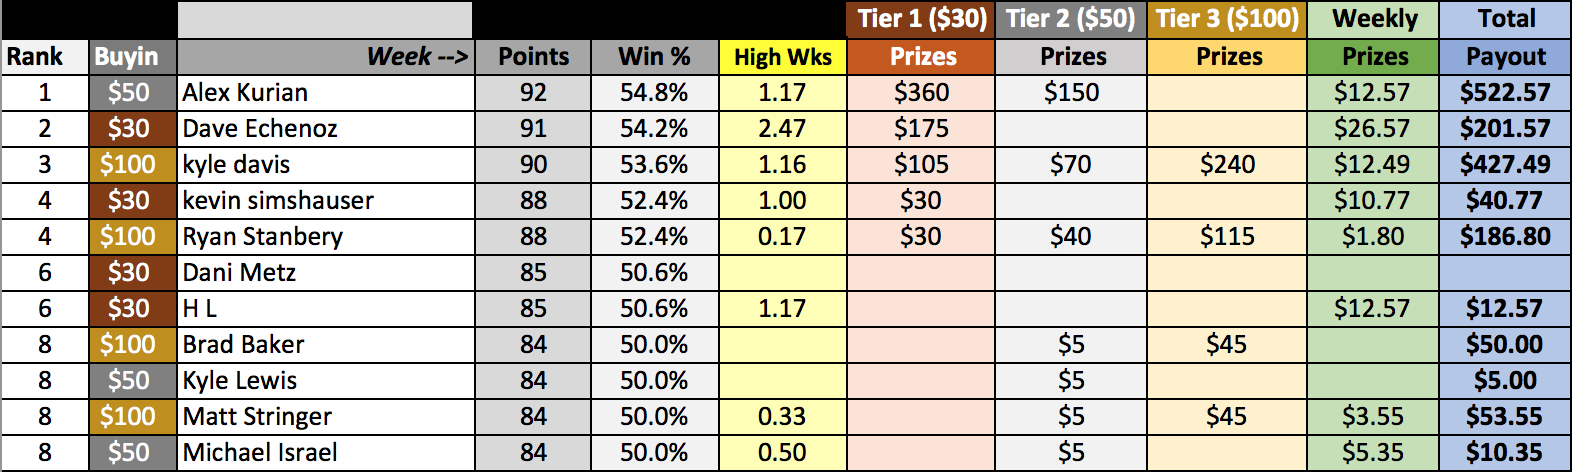 Tier 1 ($30) Tier 2 ($50) Tier 3 ($100) Weekly Total
Rank Buyin Week --> Points Win % High Wks Prizes Prizes Prizes Prizes Payout
1 $50 Alex Kurian 92 54.8% 1.17 $360 $150 $12.57 $522.57
2 $30 Dave Echenoz 91 54.2% 2.47 $175 $26.57 $201.57
3 $100 kyle davis 90 53.6% 1.16 $105 $70 $240 $12.49 $427.49
4 $30 kevin simshauser 88 52.4% 1.00 $30 $10.77 $40.77
4 $100 Ryan Stanbery 88 52.4% 0.17 $30 $40 $115 $1.80 $186.80
6 $30 Dani Metz 85 50.6%
6 $30 H L 85 50.6% 1.17 $12.57 $12.57
8 $100 Brad Baker 84 50.0% $5 $45 $50.00
8 $50 Kyle Lewis 84 50.0% $5 $5.00
8 $100 Matt Stringer 84 50.0% 0.33 $5 $45 $3.55 $53.55
8 $50 Michael Israel 84 50.0% 0.50 $5 $5.35 $10.35